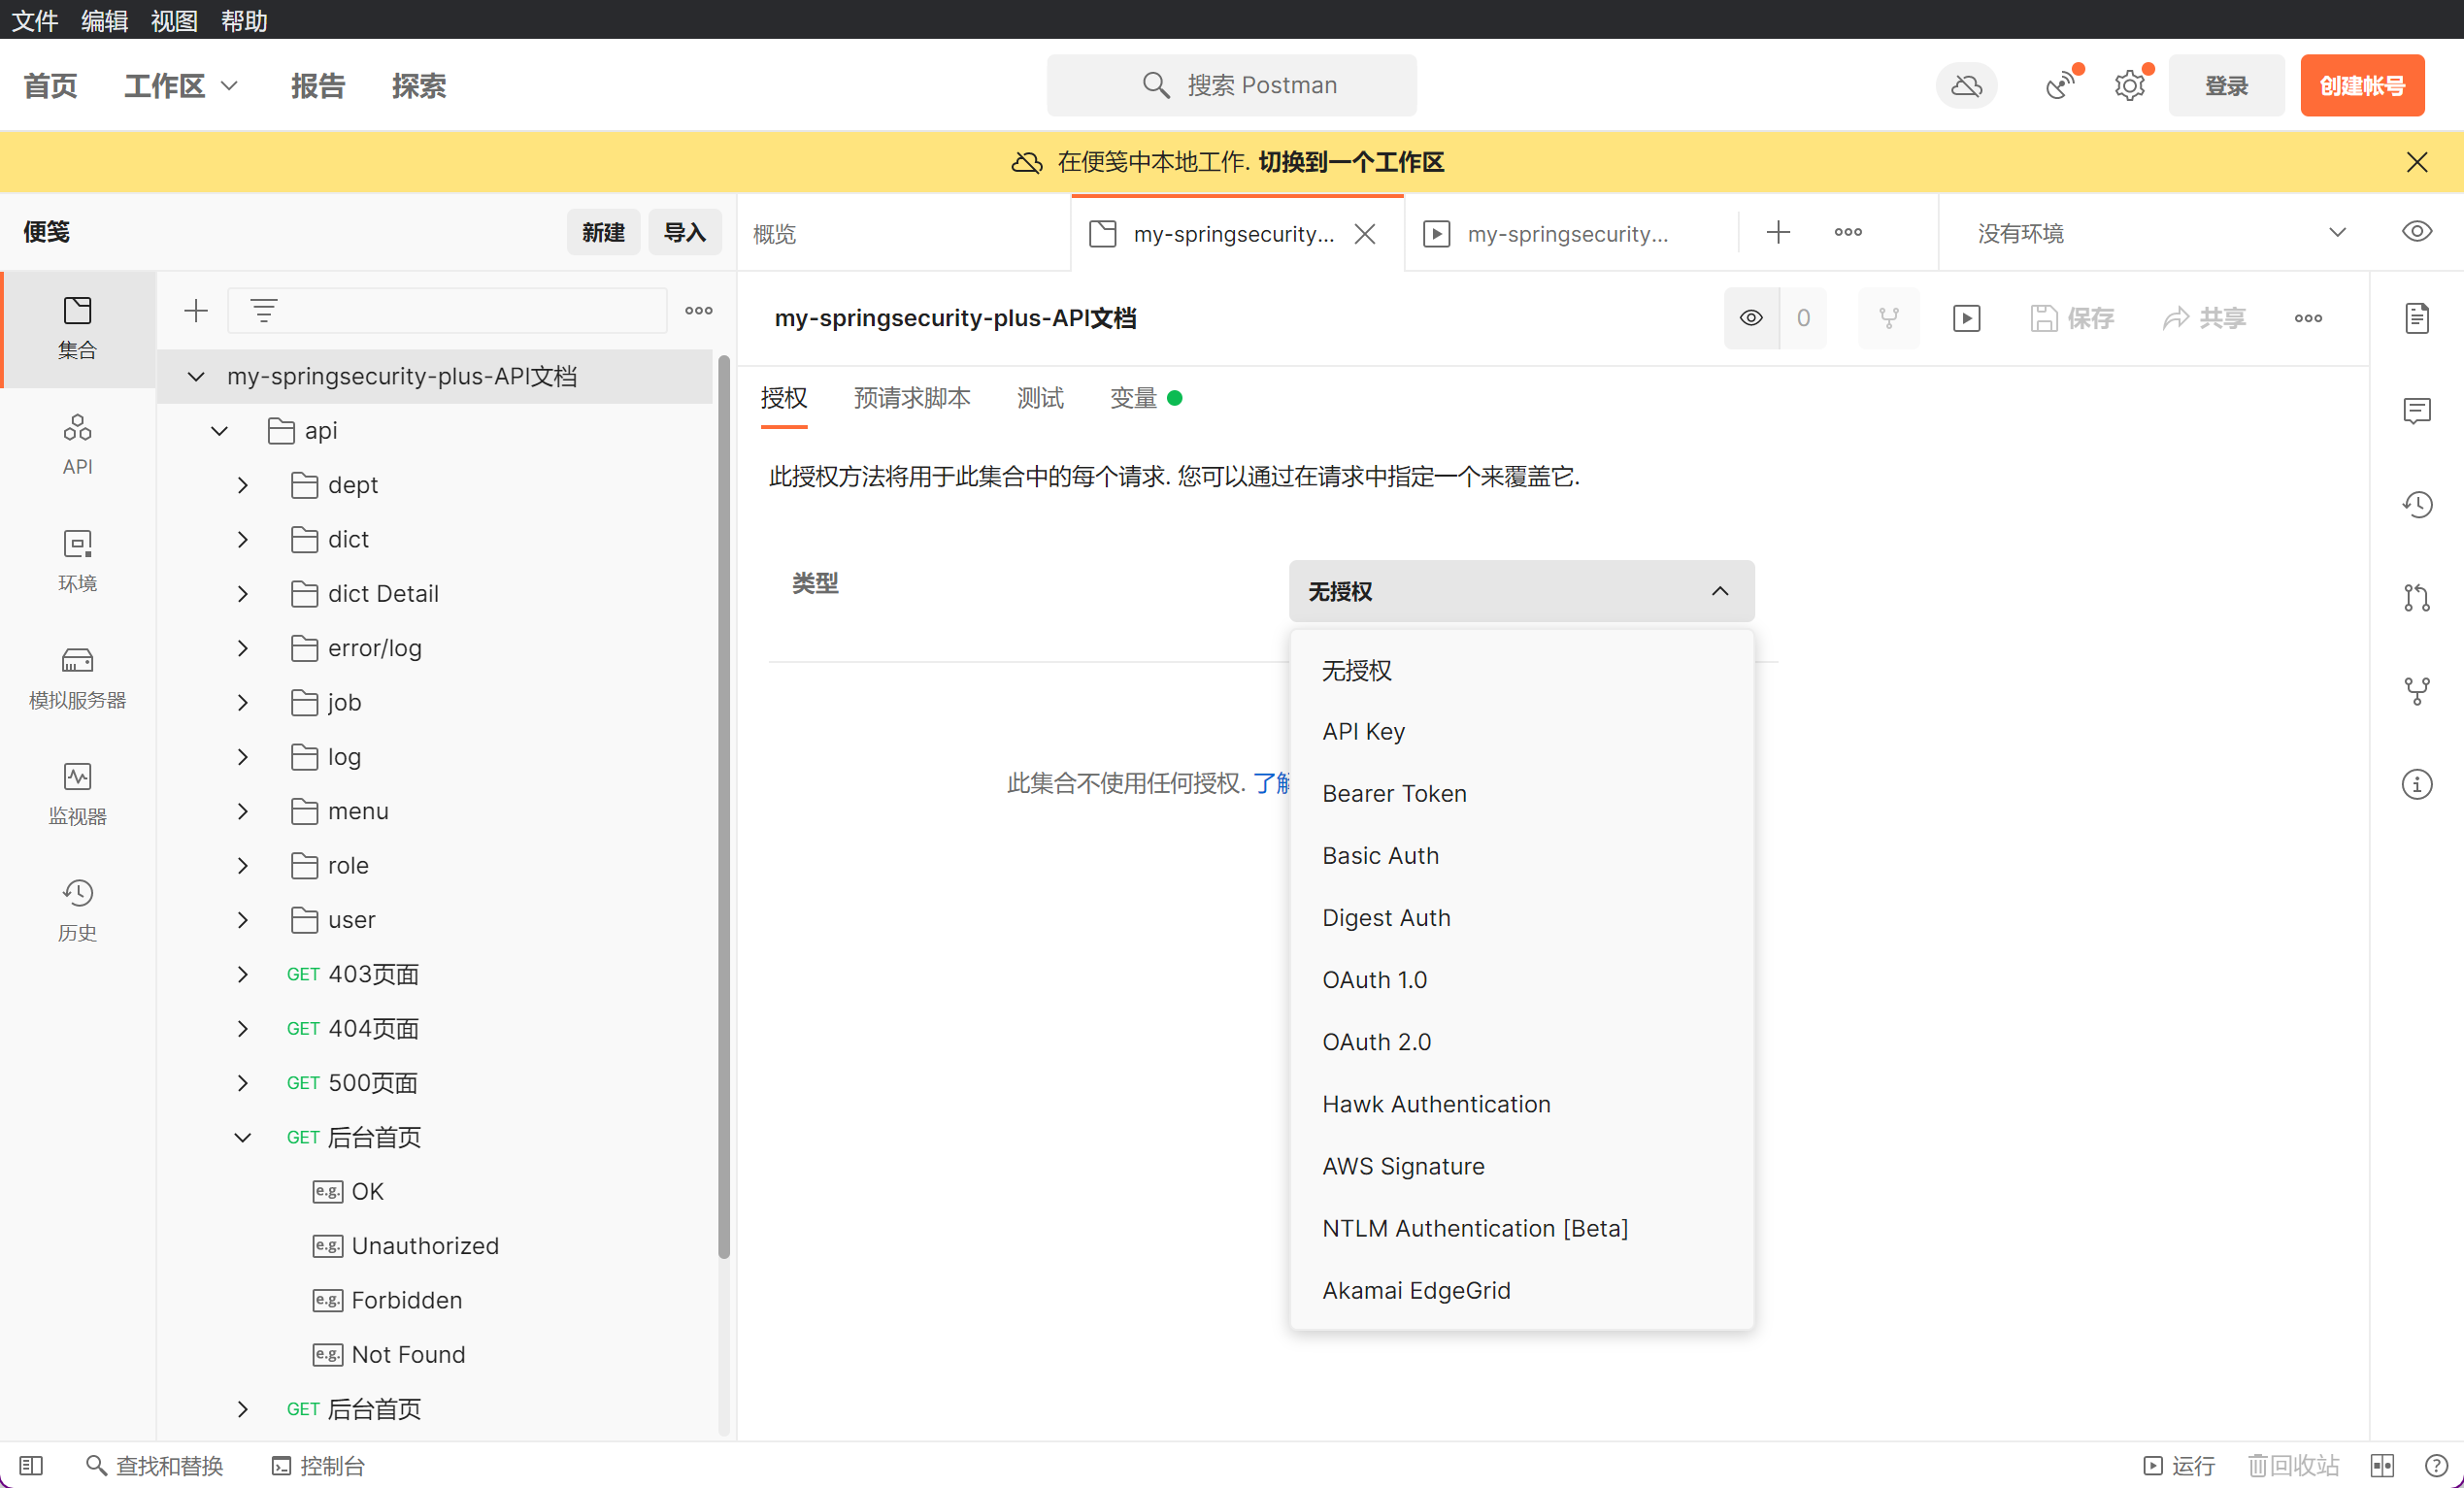 文件 编辑 视图 帮助
首页 工作区 报告 探索 搜索 Postman 登录 创建帐号
在便笺中本地工作. 切换到一个工作区
便笺 新建 导入 概览 my-springsecurity... my-springsecurity... 没有环境
集合
API
环境
模拟服务器
监视器
历史
my-springsecurity-plus-API文档
api
dept
dict
dict Detail
error/log
job
log
menu
role
user
GET 403页面
GET 404页面
GET 500页面
GET 后台首页
e.g. OK
e.g. Unauthorized
e.g. Forbidden
e.g. Not Found
GET 后台首页
my-springsecurity-plus-API文档 0 保存 共享
授权 预请求脚本 测试 变量
此授权方法将用于此集合中的每个请求. 您可以通过在请求中指定一个来覆盖它.
类型 无授权
此集合不使用任何授权. 了解
无授权
API Key
Bearer Token
Basic Auth
Digest Auth
OAuth 1.0
OAuth 2.0
Hawk Authentication
AWS Signature
NTLM Authentication [Beta]
Akamai EdgeGrid
查找和替换 控制台 运行 回收站